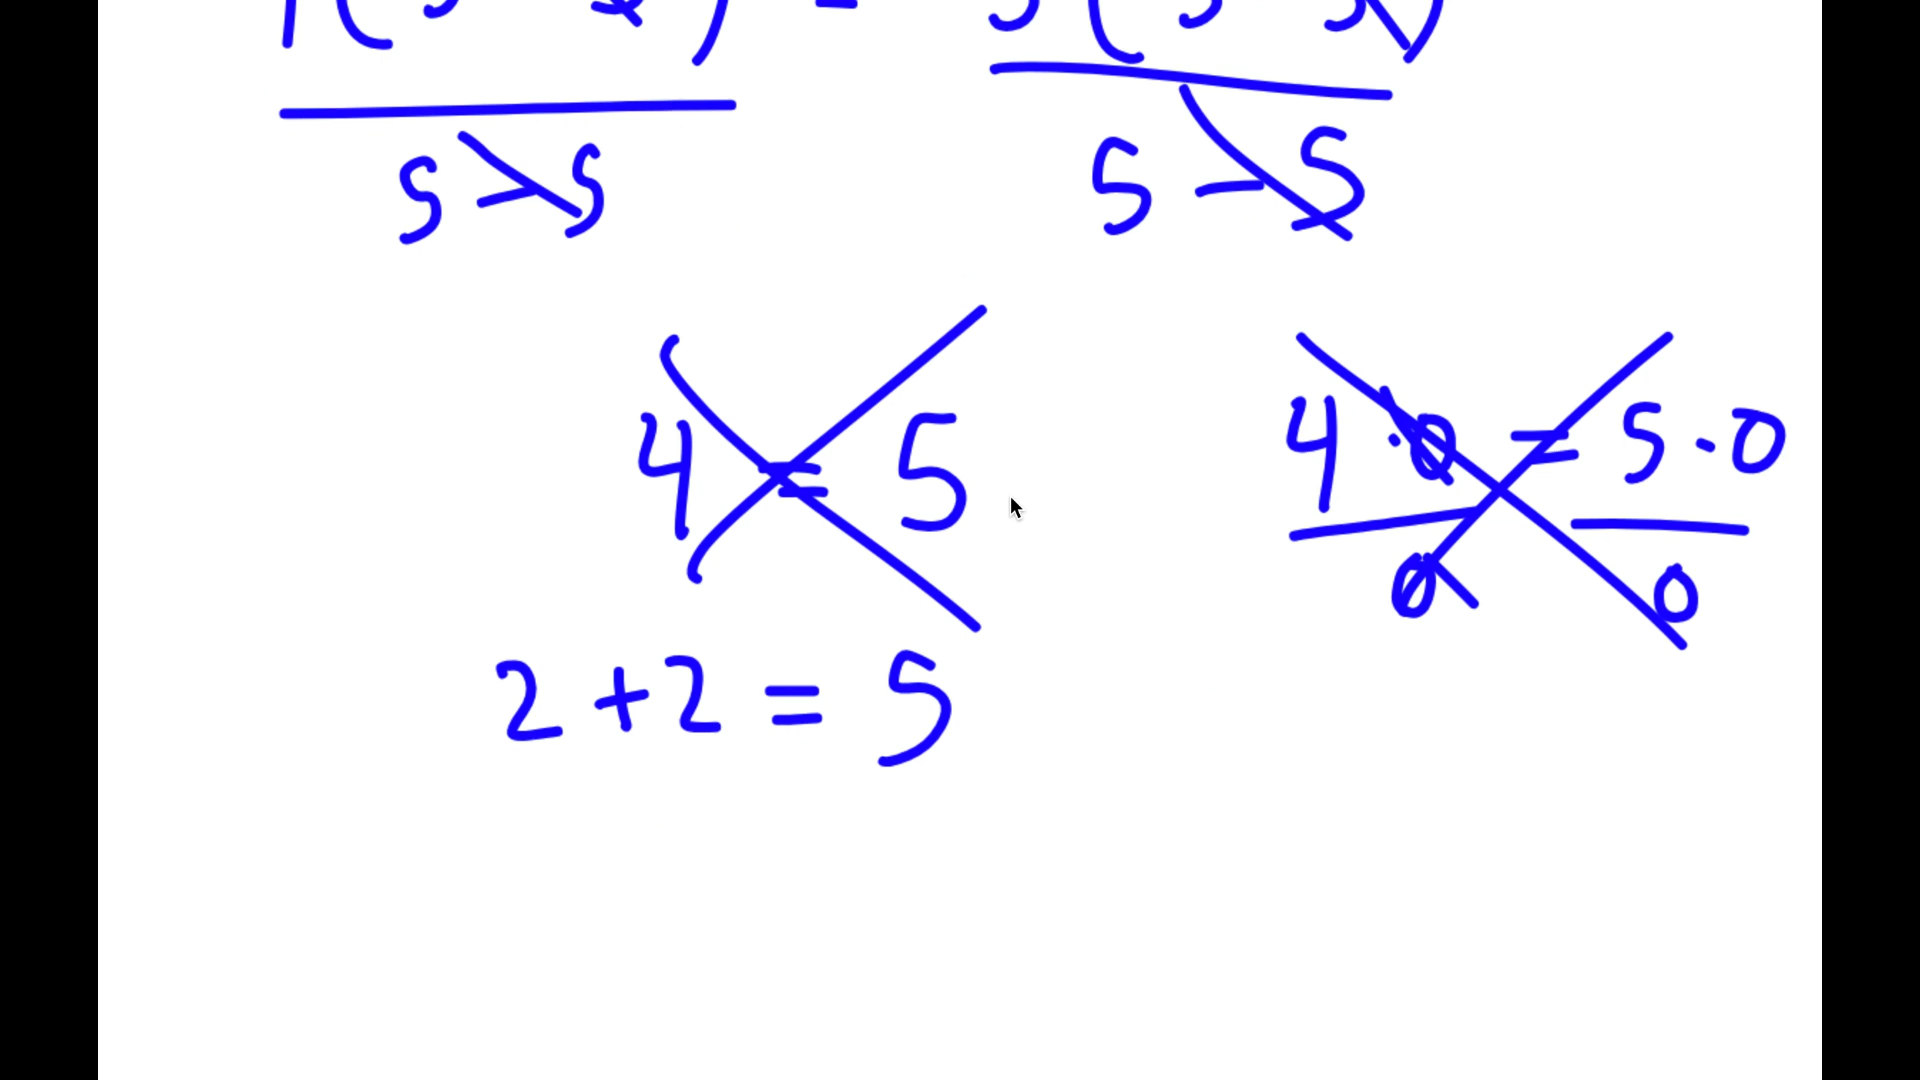 5 - 5 5 - 5
4 = 5
4 · 0 = 5 · 0
0 0
2 + 2 = 5